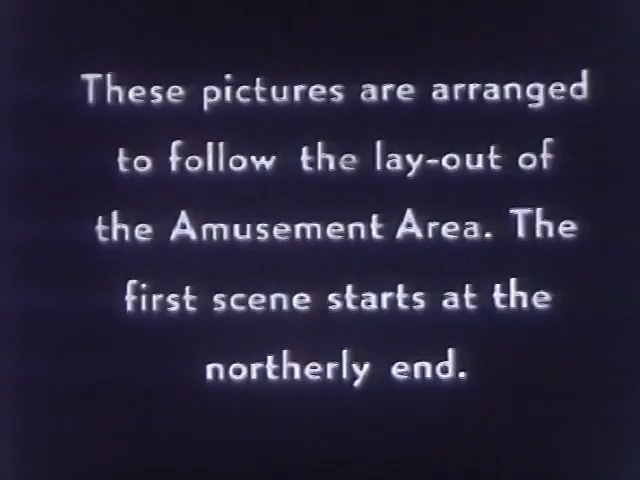 These pictures are arranged
to follow the lay-out of
the Amusement Area. The
first scene starts at the
northerly end.